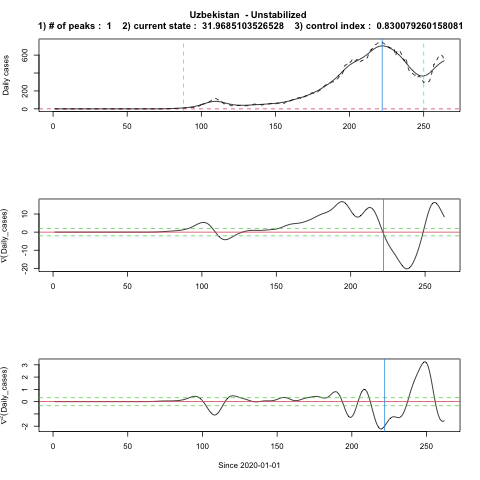 Uzbekistan - Unstabilized
1) # of peaks : 1 2) current state : 31.9685103526528 3) control index : 0.830079260158081
Daily cases
600
200
0
0 50 100 150 200 250
∇(Daily_cases)
10
0
-10
-20
0 50 100 150 200 250
∇²(Daily_cases)
3
2
1
0
-2
0 50 100 150 200 250
Since 2020-01-01